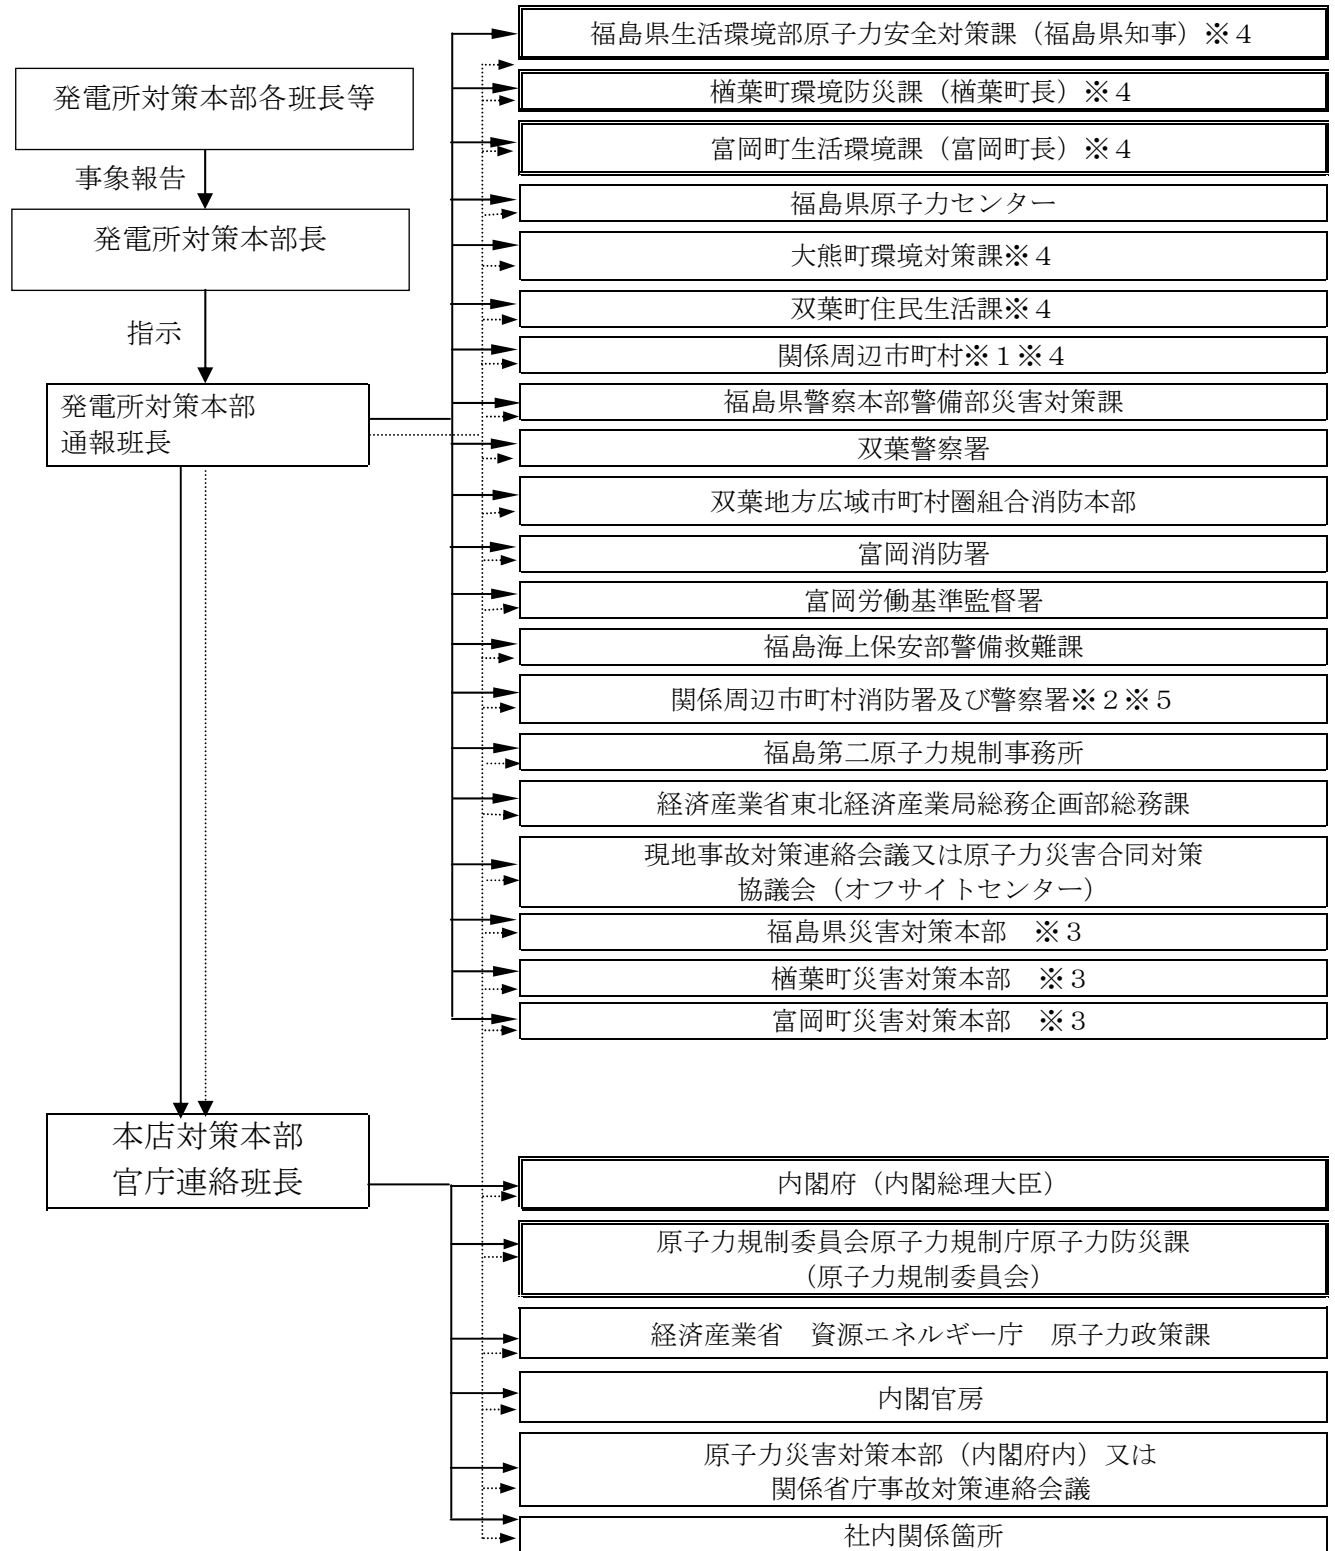 発電所対策本部各班長等
事象報告
発電所対策本部長
指示
発電所対策本部
通報班長
福島県生活環境部原子力安全対策課（福島県知事）※４
楢葉町環境防災課（楢葉町長）※４
富岡町生活環境課（富岡町長）※４
福島県原子力センター
大熊町環境対策課※４
双葉町住民生活課※４
関係周辺市町村※１※４
福島県警察本部警備部災害対策課
双葉警察署
双葉地方広域市町村圏組合消防本部
富岡消防署
富岡労働基準監督署
福島海上保安部警備救難課
関係周辺市町村消防署及び警察署※２※５
福島第二原子力規制事務所
経済産業省東北経済産業局総務企画部総務課
現地事故対策連絡会議又は原子力災害合同対策
協議会（オフサイトセンター）
福島県災害対策本部　※３
楢葉町災害対策本部　※３
富岡町災害対策本部　※３
本店対策本部
官庁連絡班長
内閣府（内閣総理大臣）
原子力規制委員会原子力規制庁原子力防災課
（原子力規制委員会）
経済産業省　資源エネルギー庁　原子力政策課
内閣官房
原子力災害対策本部（内閣府内）又は
関係省庁事故対策連絡会議
社内関係箇所